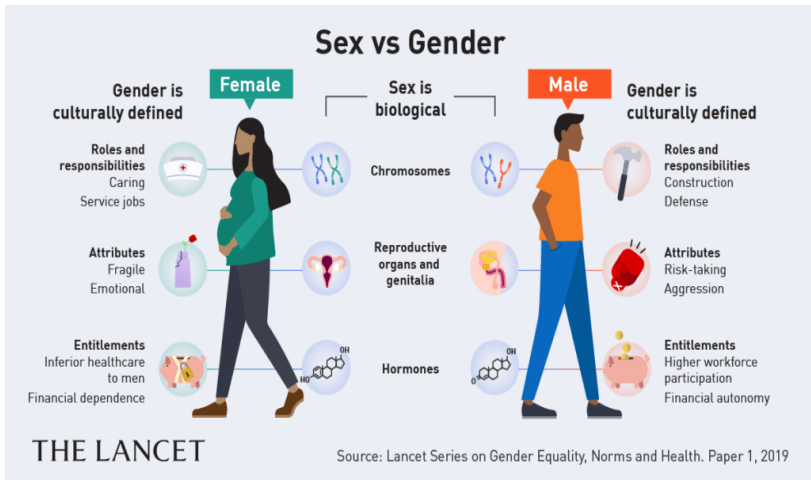 Sex vs Gender
Gender is
culturally defined
Female
Sex is
biological
Male
Gender is
culturally defined
Roles and
responsibilities
Caring
Service jobs
Chromosomes
Roles and
responsibilities
Construction
Defense
Attributes
Fragile
Emotional
Reproductive
organs and
genitalia
Attributes
Risk-taking
Aggression
Entitlements
Inferior healthcare
to men
Financial dependence
OH
HO
Hormones
OH
O
Entitlements
Higher workforce
participation
Financial autonomy
THE LANCET
Source: Lancet Series on Gender Equality, Norms and Health. Paper 1, 2019